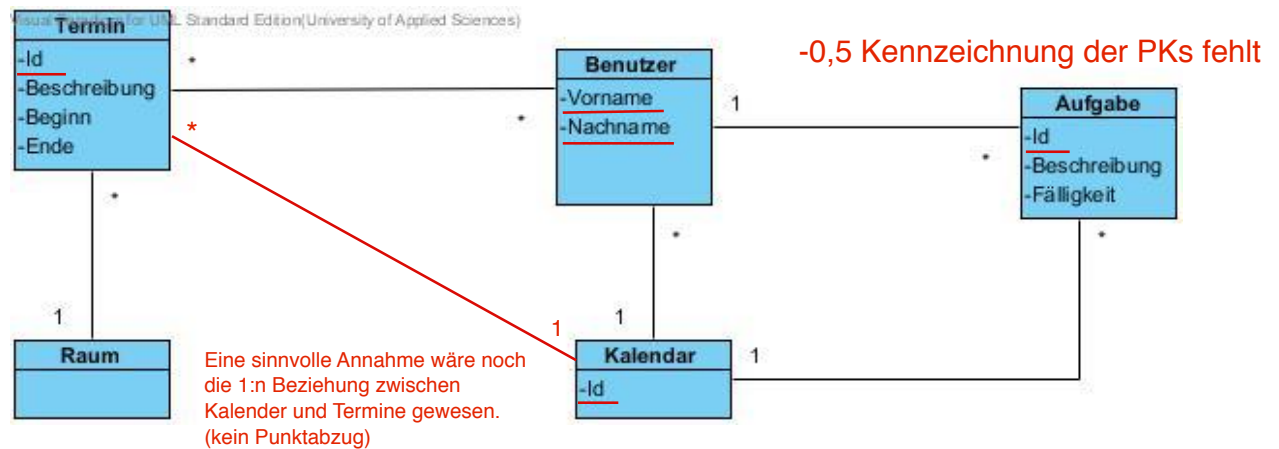 Visual Paradigm for UML Standard Edition(University of Applied Sciences)
Termin
-Id
-Beschreibung
-Beginn
-Ende
*
*
*
Benutzer
-Vorname
-Nachname
*
1
-0,5 Kennzeichnung der PKs fehlt
Aufgabe
-Id
-Beschreibung
-Fälligkeit
*
*
*
1
1
1
1
Raum
Eine sinnvolle Annahme wäre noch
die 1:n Beziehung zwischen
Kalender und Termine gewesen.
(kein Punktabzug)
Kalendar
-Id